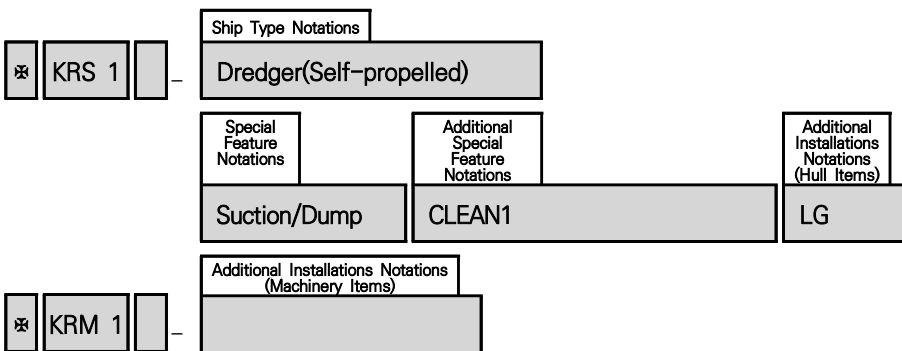 Ship Type Notations
✠ KRS 1 – Dredger(Self-propelled)
Special Feature Notations
Additional Special Feature Notations
Additional Installations Notations (Hull Items)
Suction/Dump CLEAN1 LG
Additional Installations Notations
(Machinery Items)
✠ KRM 1 –